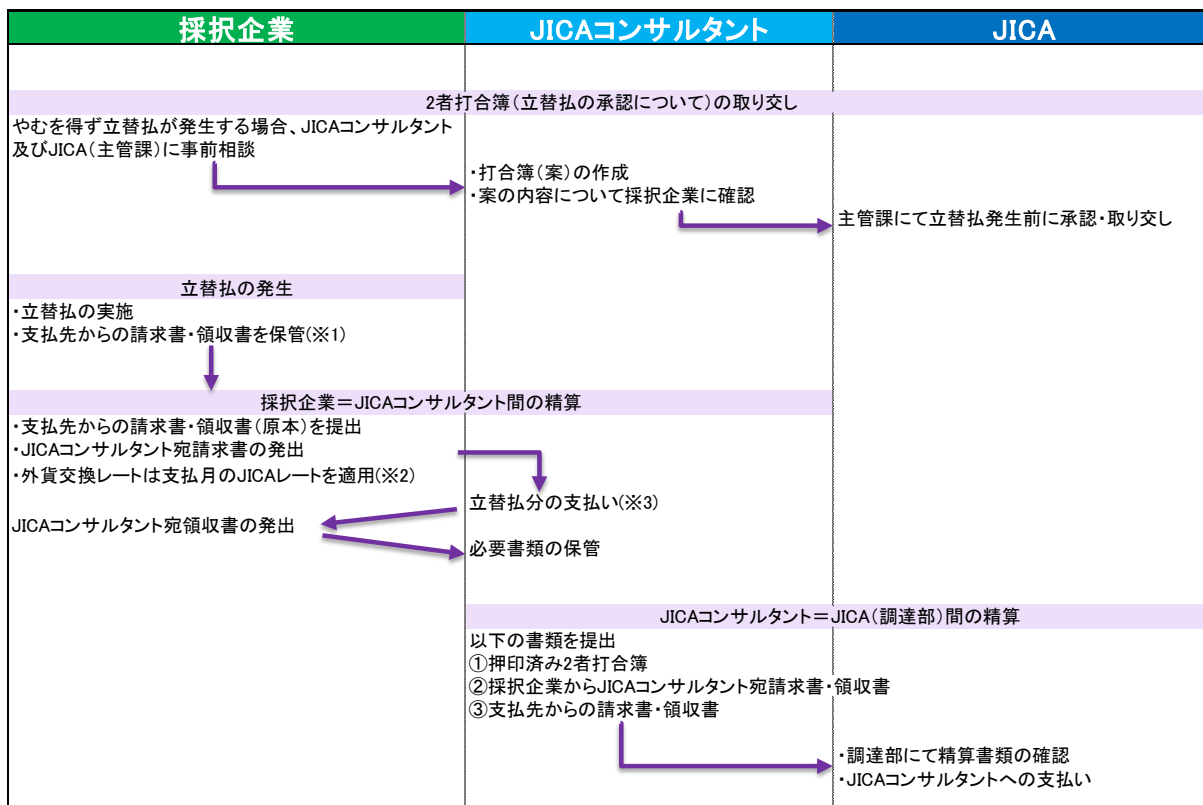 採択企業
JICAコンサルタント
JICA
2者打合簿(立替払の承認について)の取り交し
やむを得ず立替払が発生する場合、JICAコンサルタント
及びJICA(主管課)に事前相談
・打合簿(案)の作成
・案の内容について採択企業に確認
主管課にて立替払発生前に承認・取り交し
立替払の発生
・立替払の実施
・支払先からの請求書・領収書を保管(※1)
採択企業＝JICAコンサルタント間の精算
・支払先からの請求書・領収書(原本)を提出
・JICAコンサルタント宛請求書の発出
・外貨交換レートは支払月のJICAレートを適用(※2)
立替払分の支払い(※3)
JICAコンサルタント宛領収書の発出
必要書類の保管
JICAコンサルタント＝JICA(調達部)間の精算
以下の書類を提出
①押印済み2者打合簿
②採択企業からJICAコンサルタント宛請求書・領収書
③支払先からの請求書・領収書
・調達部にて精算書類の確認
・JICAコンサルタントへの支払い